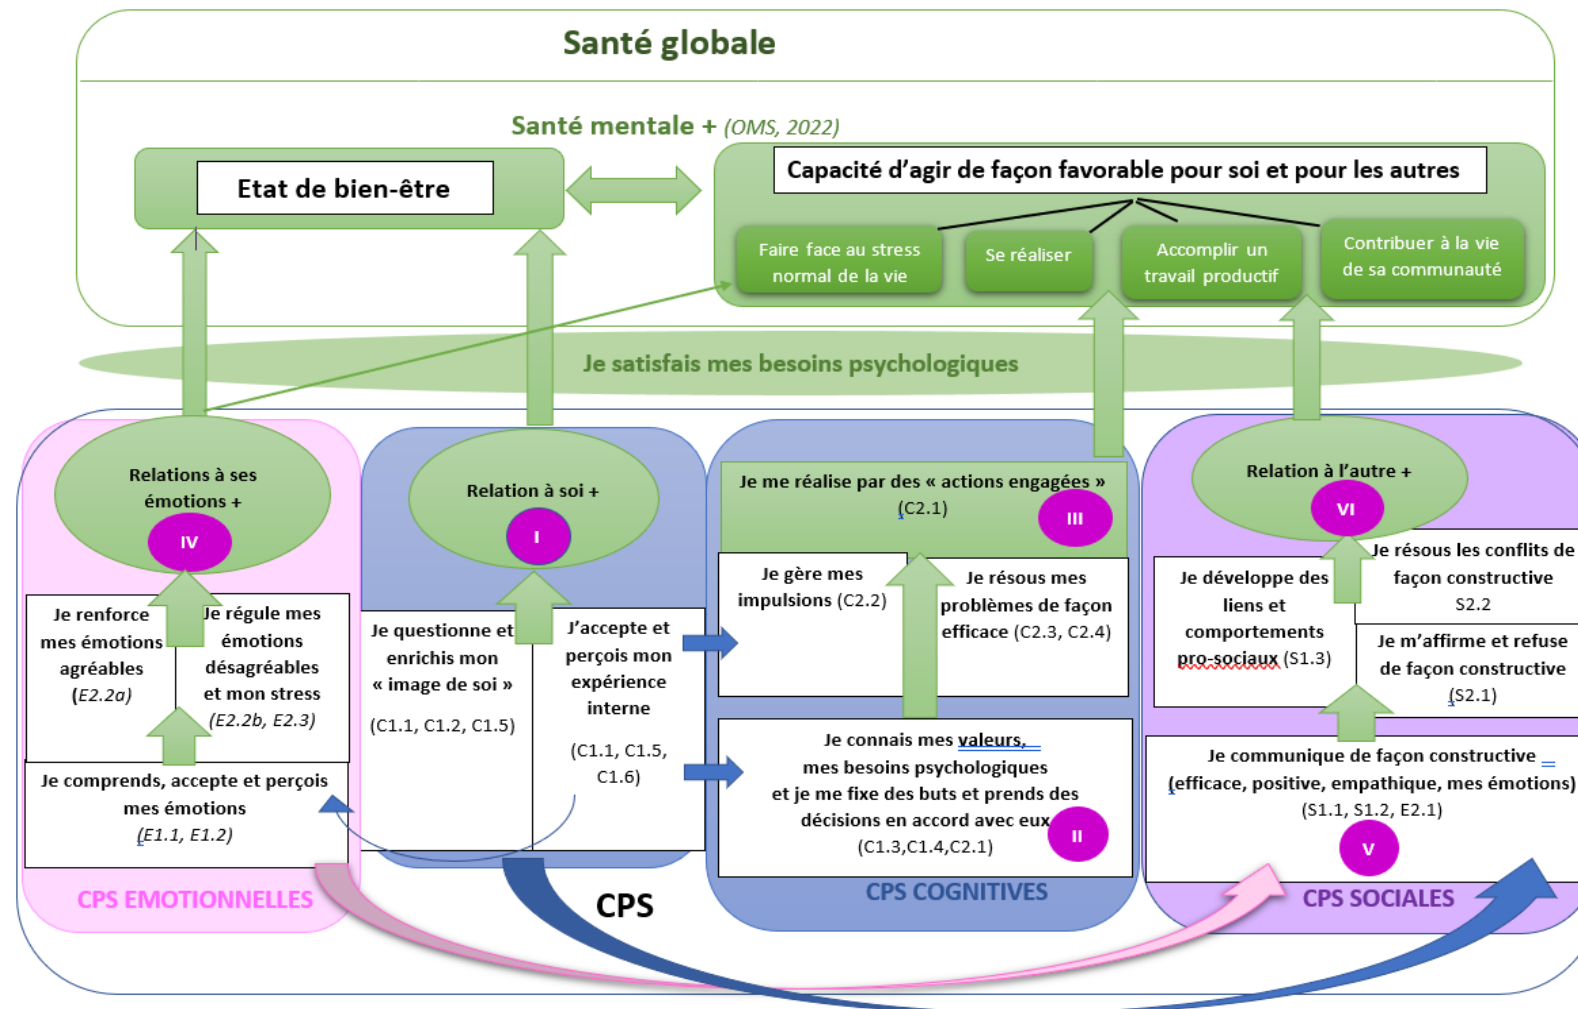 Santé globale
Santé mentale + (OMS, 2022)
Etat de bien-être
Capacité d'agir de façon favorable pour soi et pour les autres
Faire face au stress
normal de la vie
Se réaliser
Accomplir un
travail productif
Contribuer à la vie
de sa communauté
Je satisfais mes besoins psychologiques
Relations à ses
émotions +
IV
Je renforce
mes émotions
agréables
(E2.2a)
Je régule mes
émotions
désagréables
et mon stress
(E2.2b, E2.3)
Je comprends, accepte et perçois
mes émotions
(E1.1, E1.2)
CPS EMOTIONNELLES
Relation à soi +
I
Je questionne et
enrichis mon
« image de soi »
(C1.1, C1.2, C1.5)
J'accepte et
perçois mon
expérience
interne
(C1.1, C1.5,
C1.6)
CPS
Je me réalise par des « actions engagées »
(C2.1)
III
Je gère mes
impulsions (C2.2)
Je résous mes
problèmes de façon
efficace (C2.3, C2.4)
Je connais mes valeurs,
mes besoins psychologiques
et je me fixe des buts et prends des
décisions en accord avec eux
(C1.3,C1.4,C2.1)
II
CPS COGNITIVES
Relation à l'autre +
VI
Je développe des
liens et
comportements
pro-sociaux (S1.3)
Je résous les conflits de
façon constructive
S2.2
Je m'affirme et refuse
de façon constructive
(S2.1)
Je communique de façon constructive
(efficace, positive, empathique, mes émotions)
(S1.1, S1.2, E2.1)
V
CPS SOCIALES